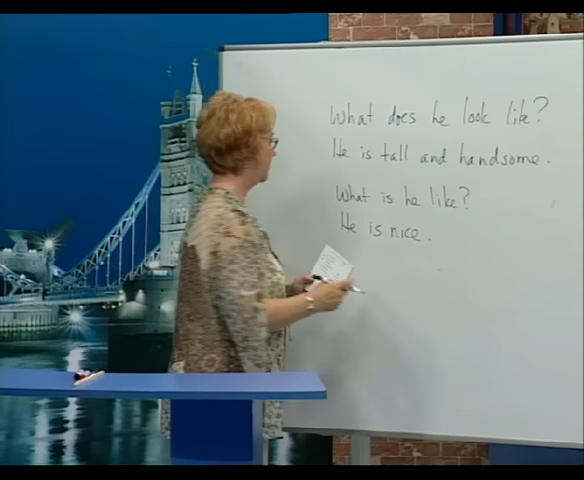 What does he look like?
He is tall and handsome.
What is he like?
He is nice.